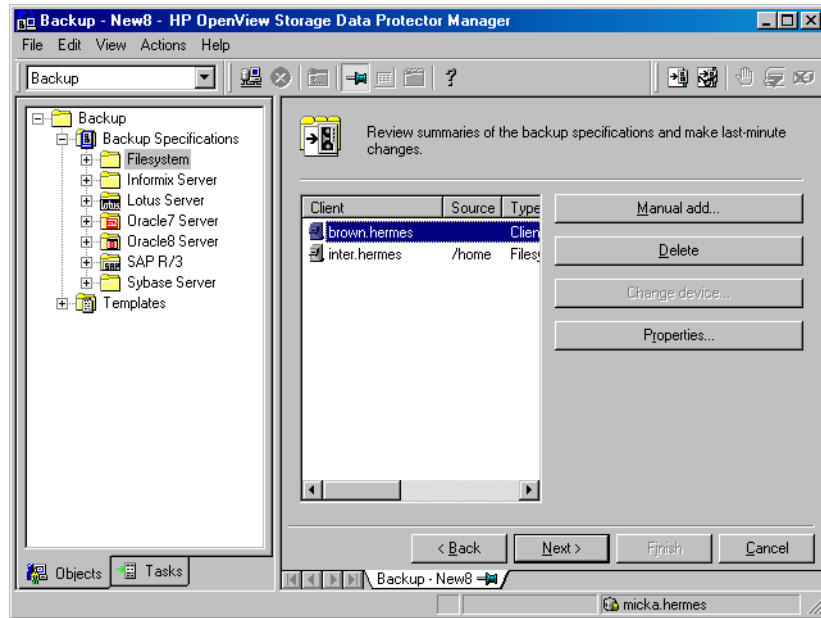 Backup - New8 - HP OpenView Storage Data Protector Manager
File Edit View Actions Help
Backup
?
Backup
Backup Specifications
Filesystem
Informix Server
Lotus Server
Oracle7 Server
Oracle8 Server
SAP R/3
Sybase Server
Templates
Objects
Tasks
Review summaries of the backup specifications and make last-minute
changes.
Client Source Type
brown.hermes Clien
inter.hermes /home Files
Manual add...
Delete
Change device...
Properties...
< Back
Next >
Finish
Cancel
Backup - New8
micka.hermes